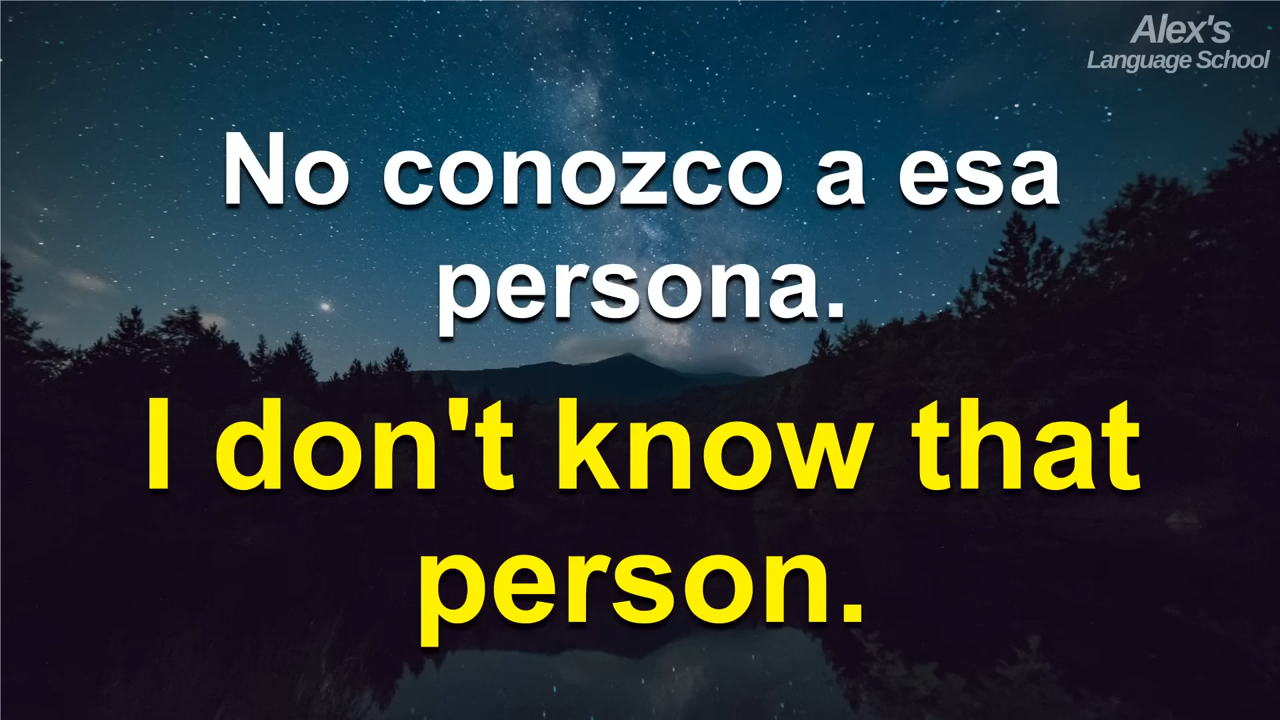 Alex's
Language School
No conozco a esa
persona.
I don't know that
person.